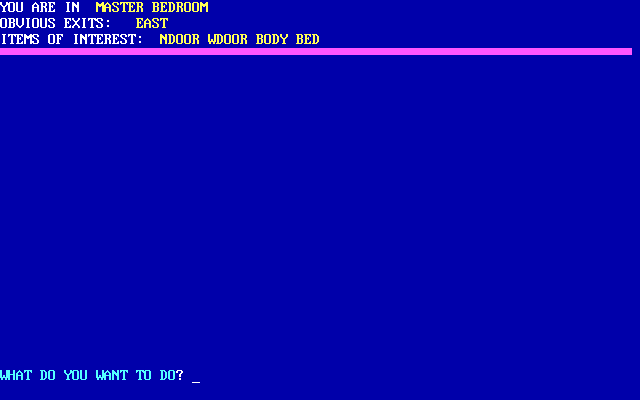 YOU ARE IN  MASTER BEDROOM
OBVIOUS EXITS:   EAST
ITEMS OF INTEREST:  NDOOR WDOOR BODY BED
WHAT DO YOU WANT TO DO? _